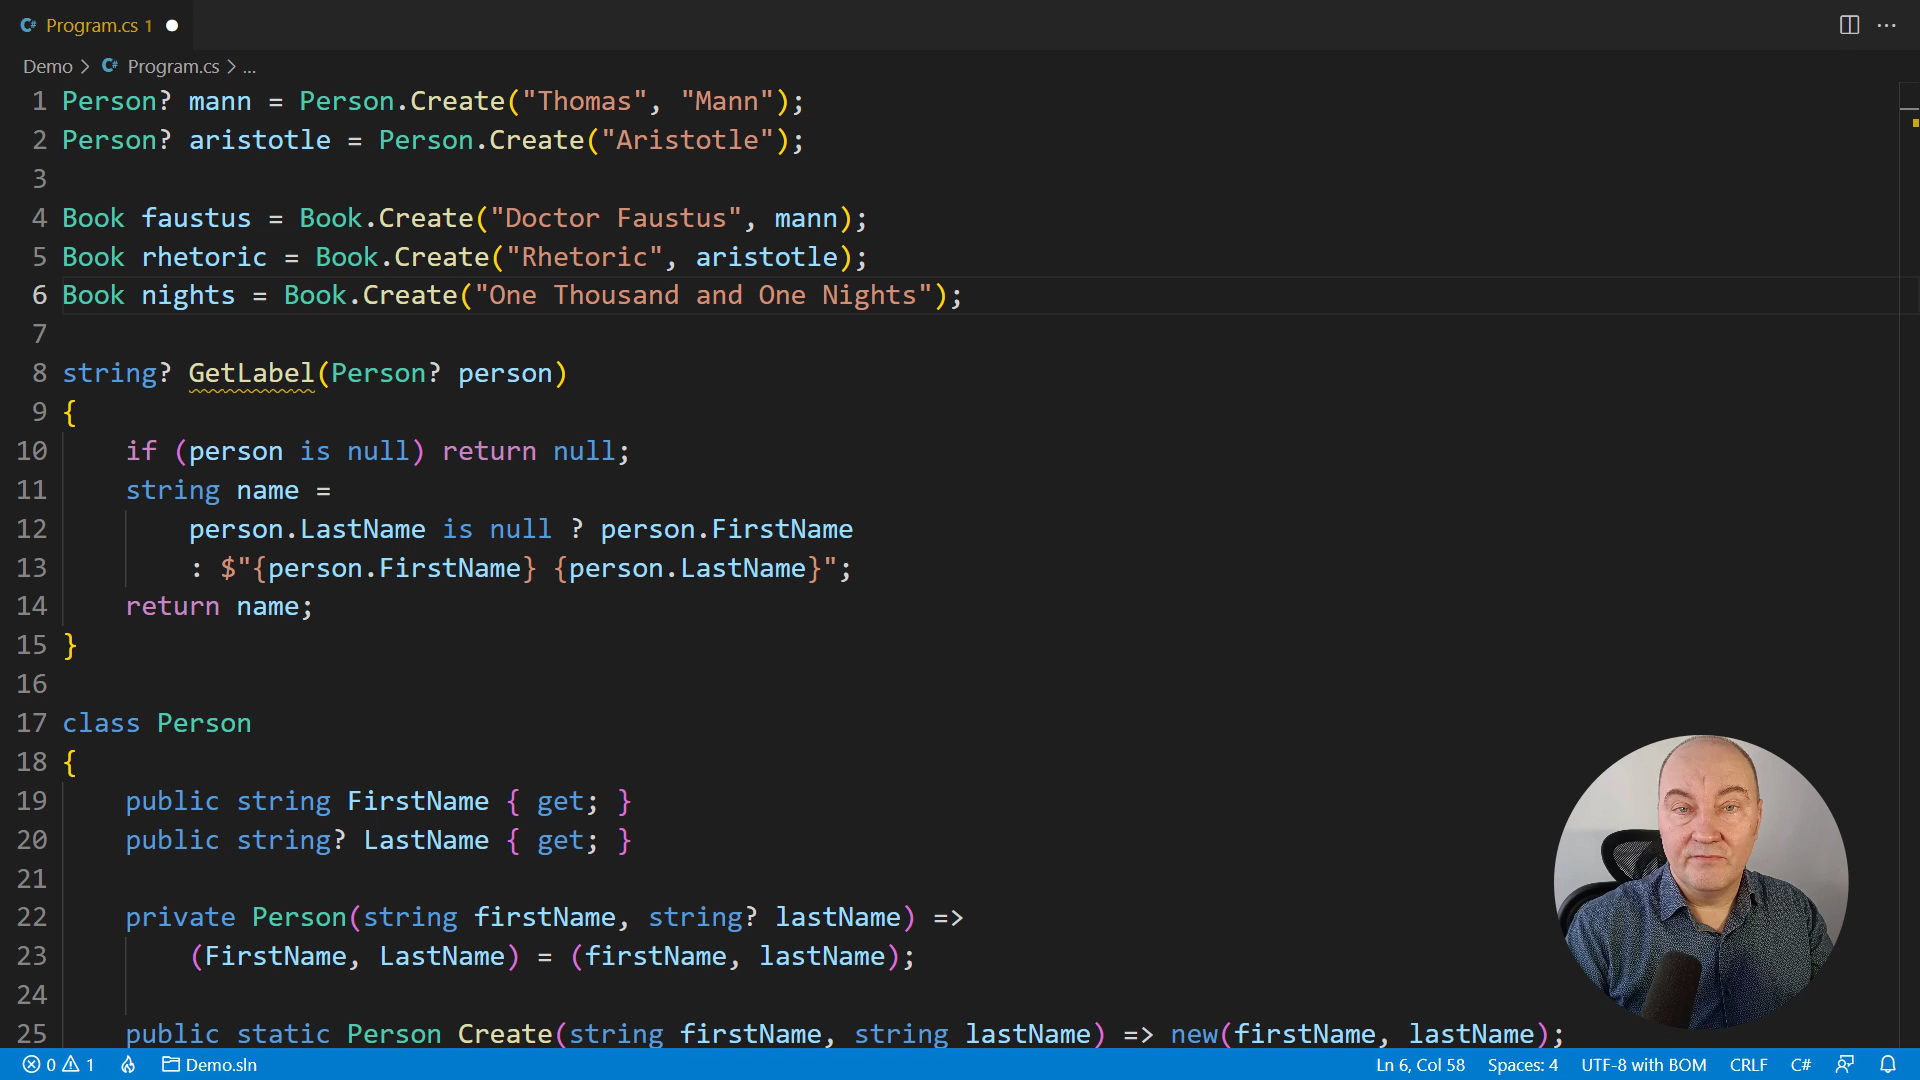 C# Program.cs 1
Demo > C# Program.cs > ...
1 Person? mann = Person.Create("Thomas", "Mann");
2 Person? aristotle = Person.Create("Aristotle");
3
4 Book faustus = Book.Create("Doctor Faustus", mann);
5 Book rhetoric = Book.Create("Rhetoric", aristotle);
6 Book nights = Book.Create("One Thousand and One Nights");
7
8 string? GetLabel(Person? person)
9 {
10     if (person is null) return null;
11     string name =
12         person.LastName is null ? person.FirstName
13         : $"{person.FirstName} {person.LastName}";
14     return name;
15 }
16
17 class Person
18 {
19     public string FirstName { get; }
20     public string? LastName { get; }
21
22     private Person(string firstName, string? lastName) =>
23         (FirstName, LastName) = (firstName, lastName);
24
25     public static Person Create(string firstName, string lastName) => new(firstName, lastName);
0 1 Demo.sln Ln 6, Col 58 Spaces: 4 UTF-8 with BOM CRLF C#